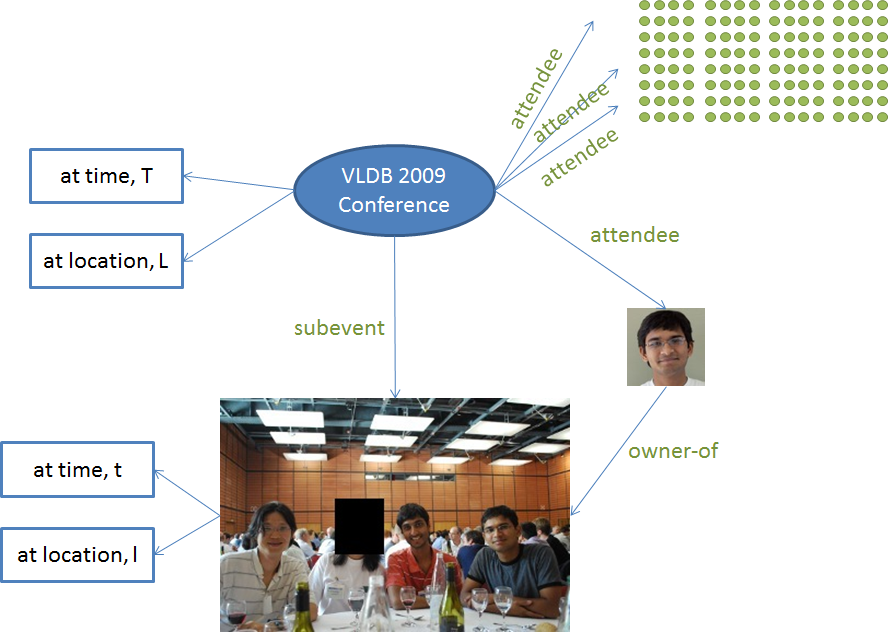 attendee
attendee
attendee
VLDB 2009
Conference
at time, T
at location, L
attendee
subevent
owner-of
at time, t
at location, l